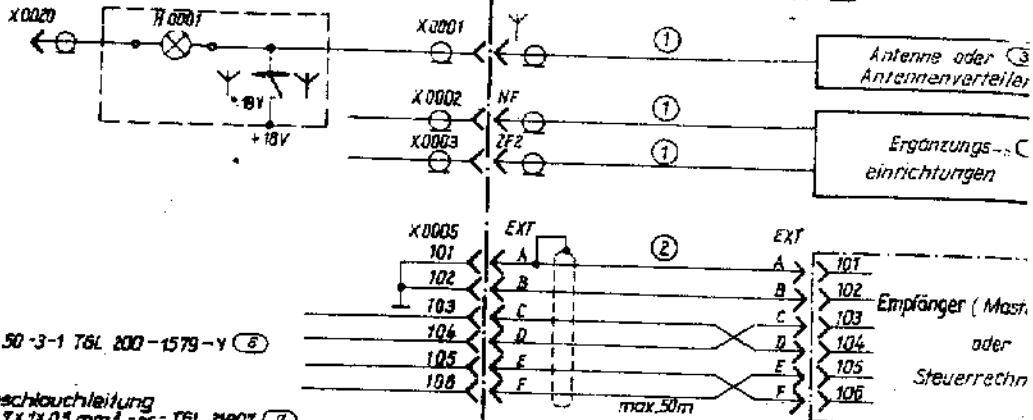 X0020
H0001
X0001
①
Antenne oder ③
Antennenverteiler
-18V
+18V
X0002
NF
①
X0003
ZF2
①
Ergänzungs-
einrichtungen
X0005
EXT
②
EXT
101
A
A
101
102
B
B
102
103
C
C
103
104
D
D
104
105
E
E
105
106
F
F
106
max. 50m
Empfänger (Mast
oder
Steuerrechn
50-3-1 TGL 200-1579-Y
schlauchleitung